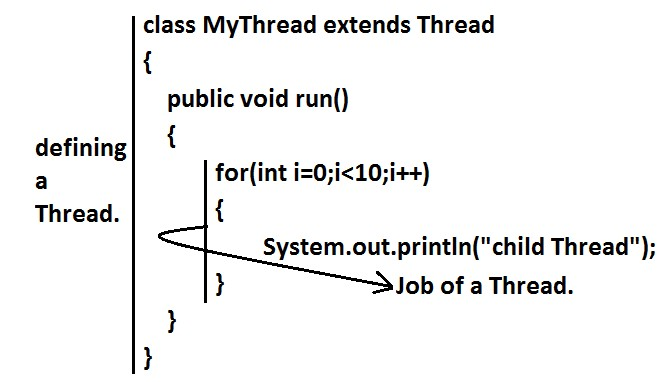 class MyThread extends Thread
{
public void run()
{
defining
a
Thread.
for(int i=0;i<10;i++)
{
System.out.println("child Thread");
}
Job of a Thread.
}
}